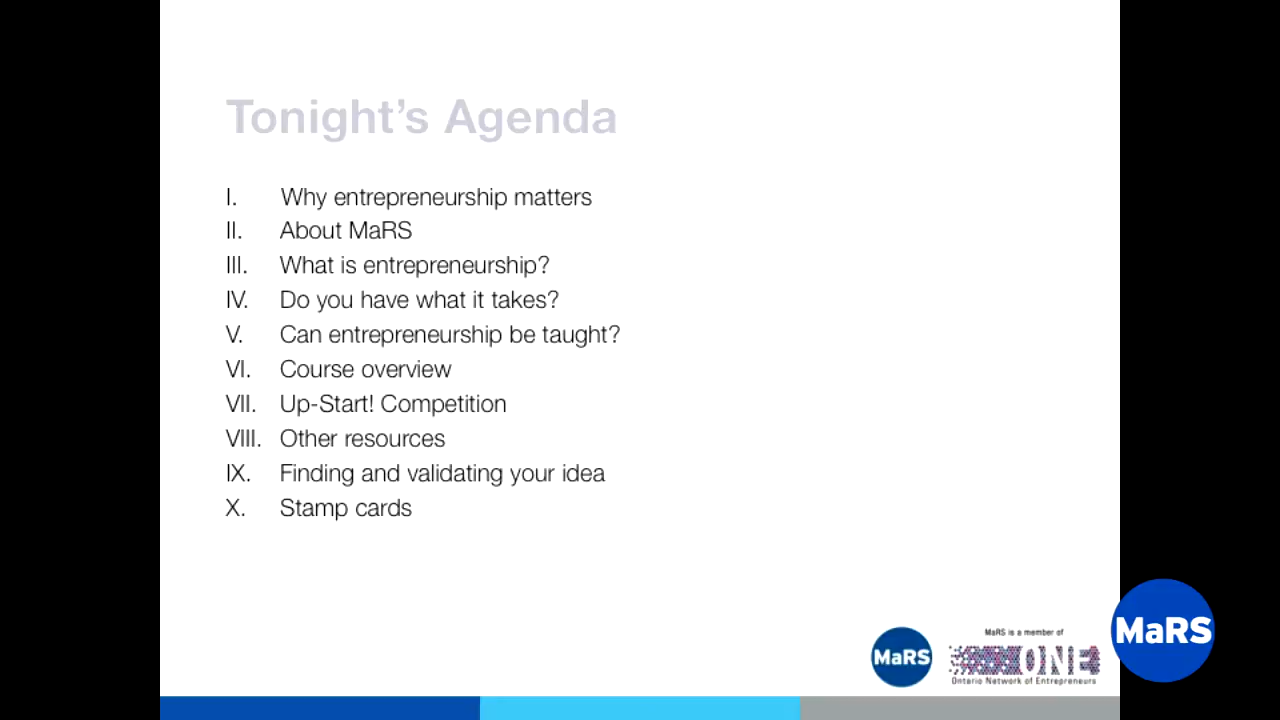 Tonight’s Agenda
I. Why entrepreneurship matters
II. About MaRS
III. What is entrepreneurship?
IV. Do you have what it takes?
V. Can entrepreneurship be taught?
VI. Course overview
VII. Up-Start! Competition
VIII. Other resources
IX. Finding and validating your idea
X. Stamp cards
MaRS
MaRS is a member of
ONE
Ontario Network of Entrepreneurs
MaRS